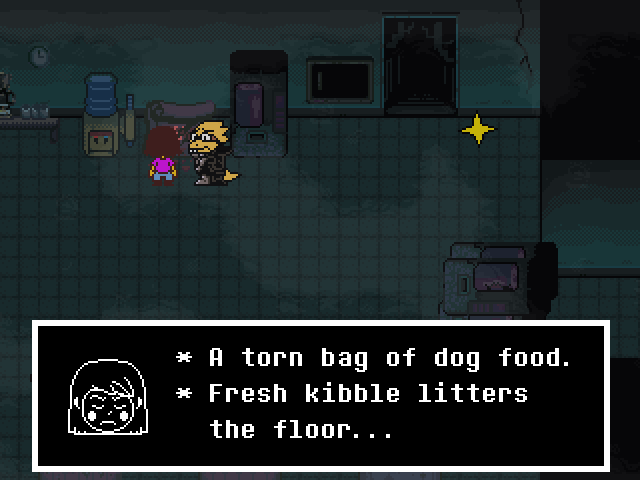 * A torn bag of dog food.
* Fresh kibble litters
the floor...